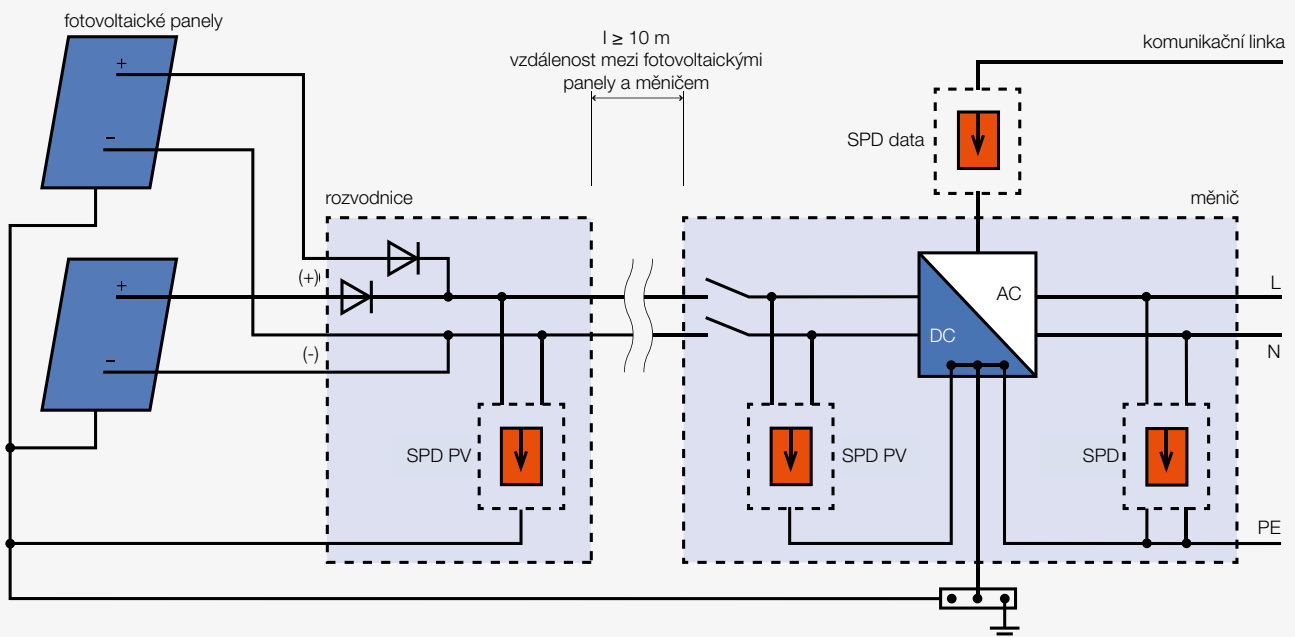 fotovoltaické panely
l ≥ 10 m
vzdálenost mezi fotovoltaickými
panely a měničem
komunikační linka
+
−
SPD data
rozvodnice
měnič
+
(+)
−
(-)
AC
DC
L
N
SPD PV
SPD PV
SPD
PE